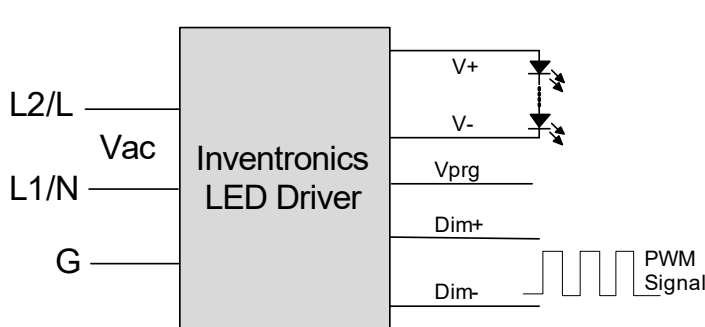 L2/L
Vac
L1/N
G
Inventronics
LED Driver
V+
V-
Vprg
Dim+
Dim-
PWM
Signal